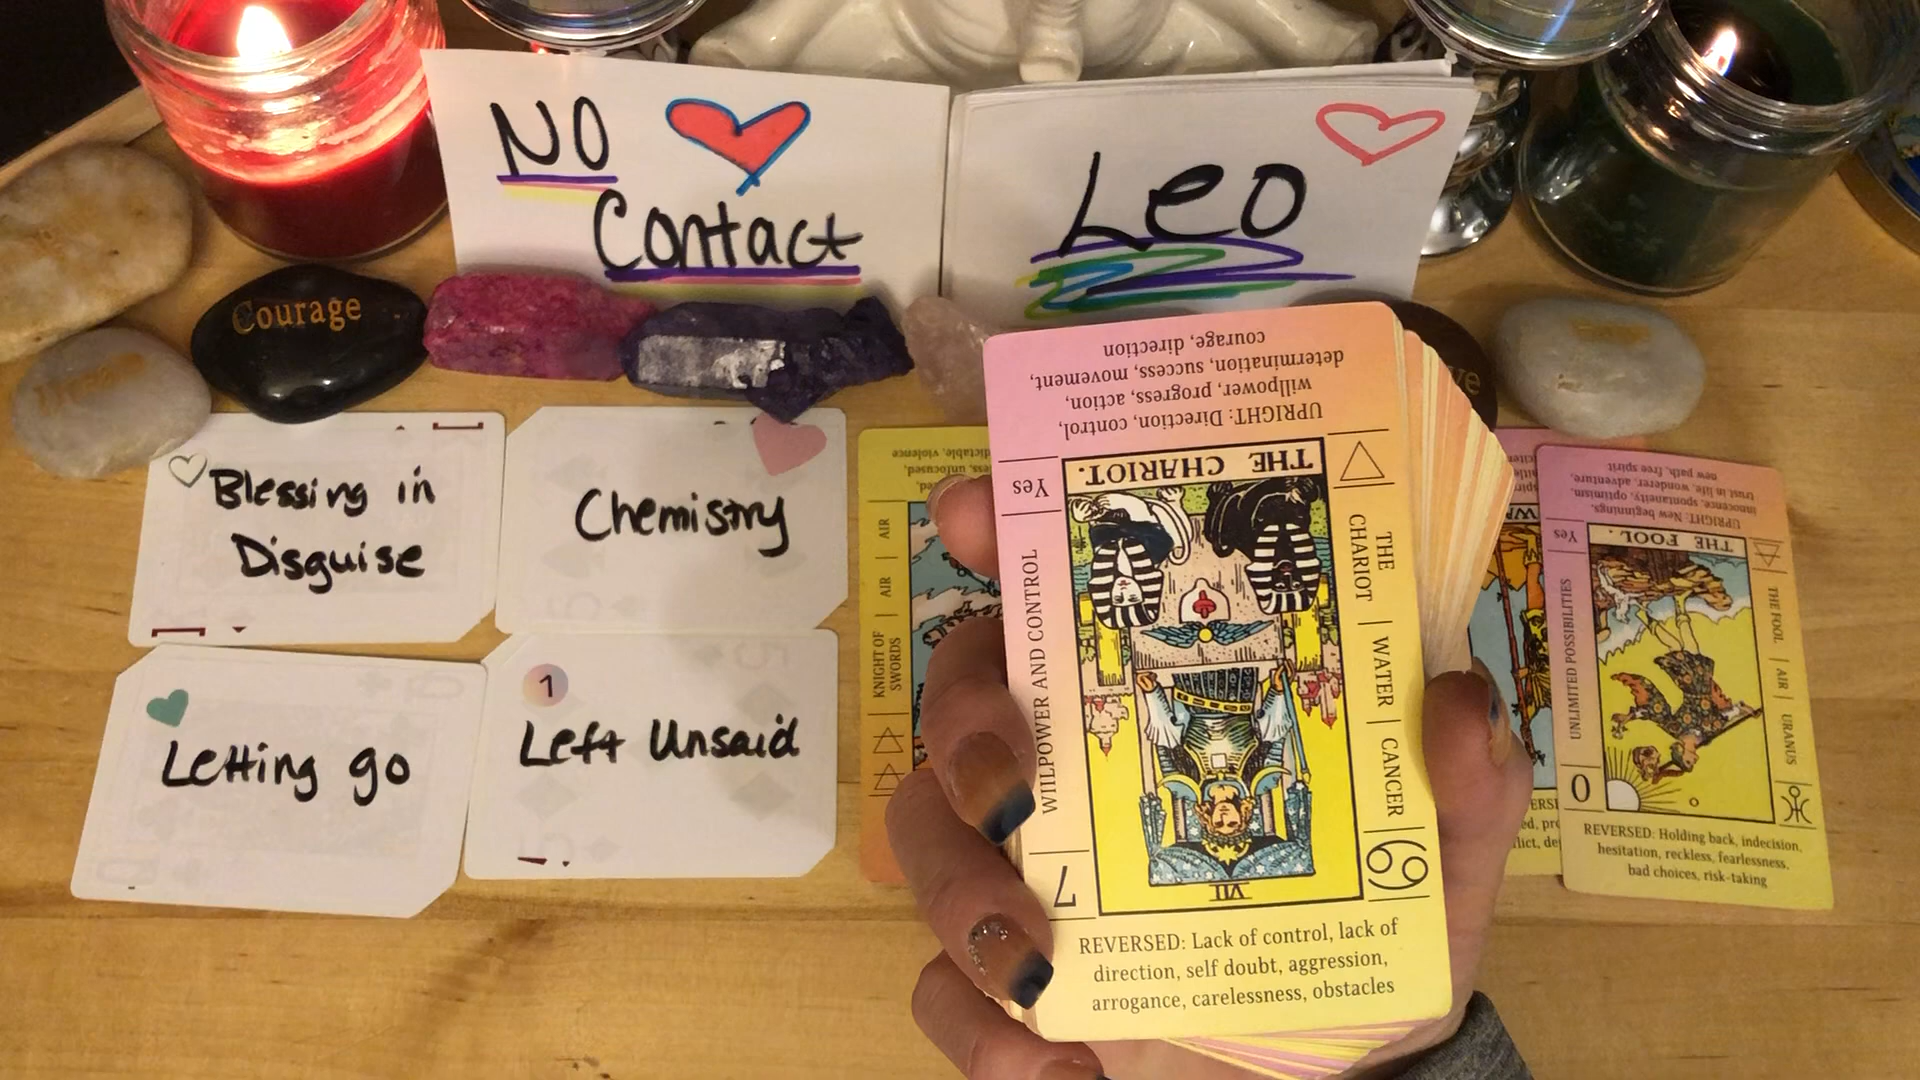 NO
Contact
Leo
Courage
Blessing in
Disguise
Chemistry
Letting go
1
Left Unsaid
KNIGHT OF
SWORDS
AIR
AIR
UPRIGHT: Direction, control,
willpower, progress, action,
determination, success, movement,
courage, direction
Yes
WIILPOWER AND CONTROL
7
THE CHARIOT.
VII
THE
CHARIOT
WATER
CANCER
REVERSED: Lack of control, lack of
direction, self doubt, aggression,
arrogance, carelessness, obstacles
UPRIGHT: New beginnings,
innocence, spontaneity, optimism,
trust in life, wonderer, adventure,
new path, free spirit
Yes
UNLIMITED POSSIBILITIES
0
THE FOOL.
THE FOOL
AIR
URANUS
REVERSED: Holding back, indecision,
hesitation, reckless, fearlessness,
bad choices, risk-taking